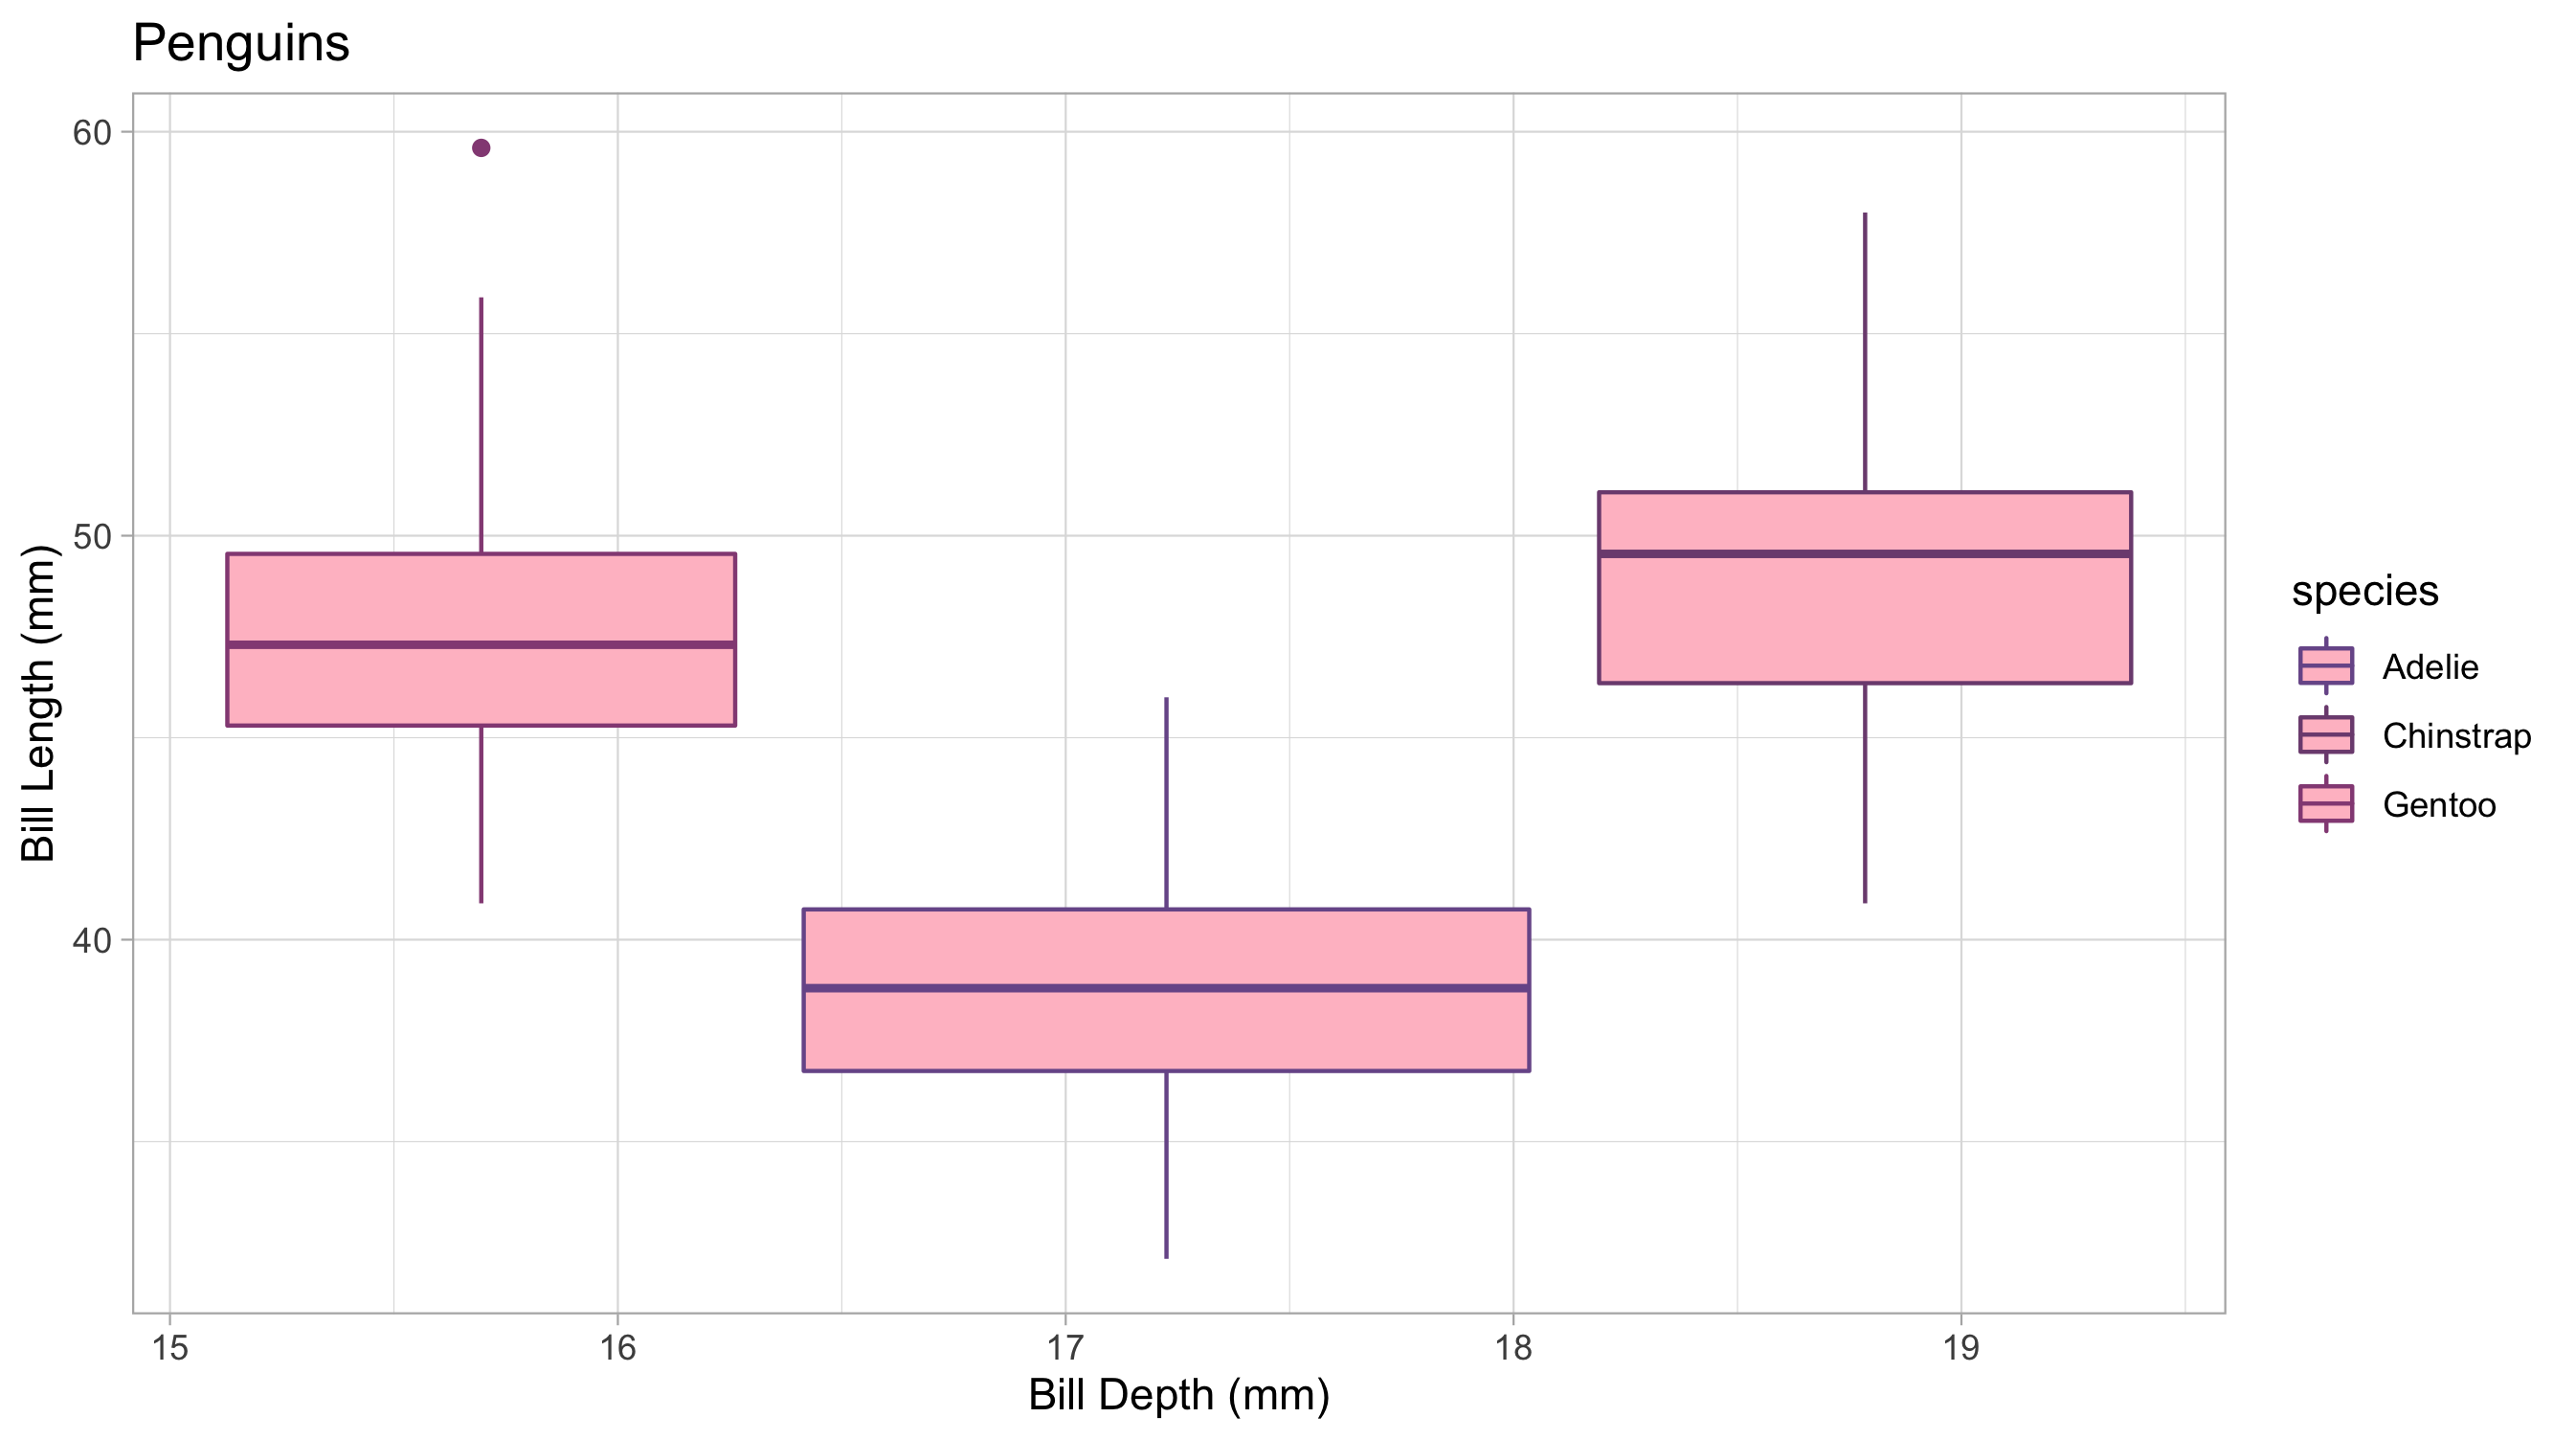 Penguins
60
50
40
Bill Length (mm)
15 16 17 18 19
Bill Depth (mm)
species
Adelie
Chinstrap
Gentoo